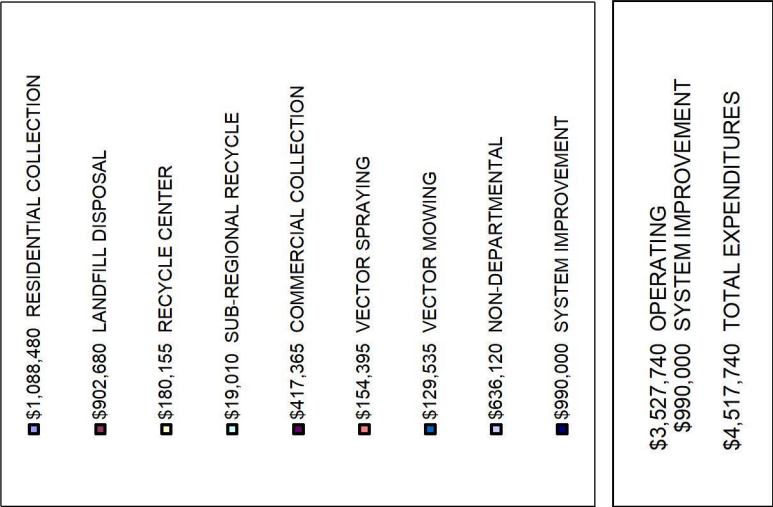 $1,088,480 RESIDENTIAL COLLECTION
$902,680 LANDFILL DISPOSAL
$180,155 RECYCLE CENTER
$19,010 SUB-REGIONAL RECYCLE
$417,365 COMMERCIAL COLLECTION
$154,395 VECTOR SPRAYING
$129,535 VECTOR MOWING
$636,120 NON-DEPARTMENTAL
$990,000 SYSTEM IMPROVEMENT
$3,527,740 OPERATING
$990,000 SYSTEM IMPROVEMENT
$4,517,740 TOTAL EXPENDITURES